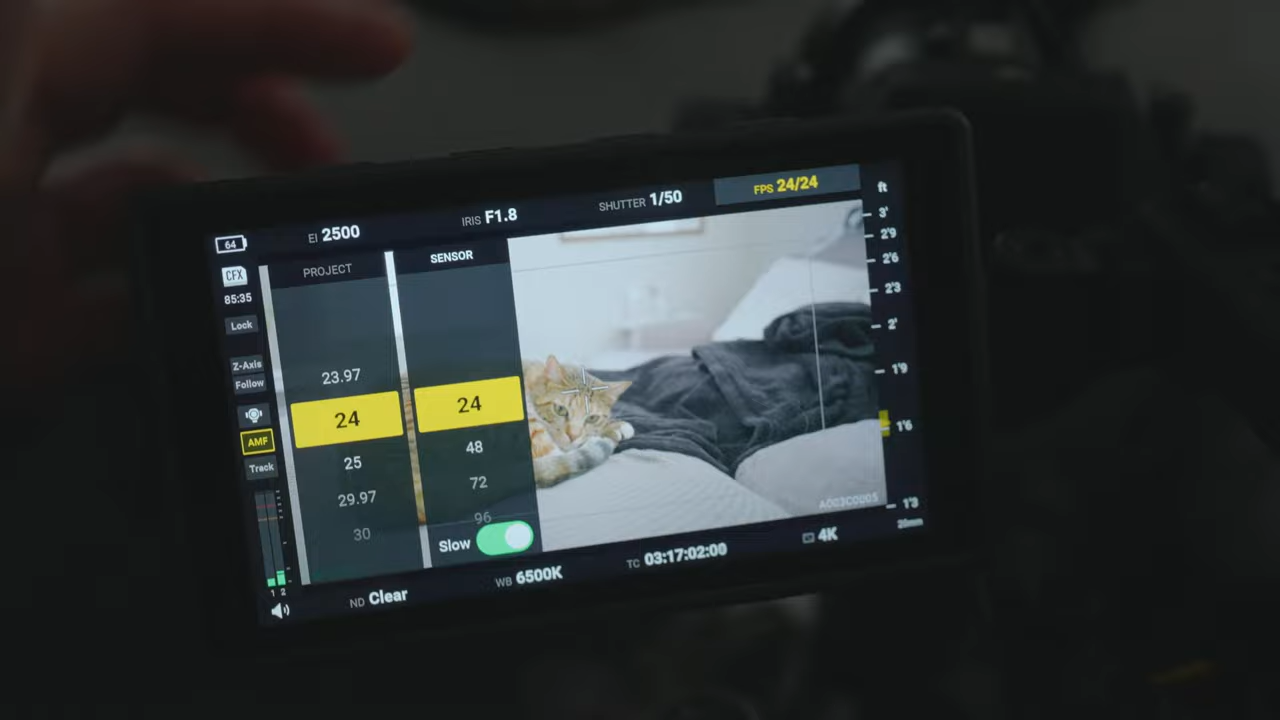 EI 2500
IRIS F1.8
SHUTTER 1/50
FPS 24/24
64
CFX
85:35
Lock
Z-Axis
Follow
AMF
Track
1 2
PROJECT
23.97
24
25
29.97
30
SENSOR
24
48
72
96
Slow
A003C0005
ft
3'
2'9
2'6
2'3
2'
1'9
1'6
1'3
ND Clear
WB 6500K
TC 03:17:02:00
4K